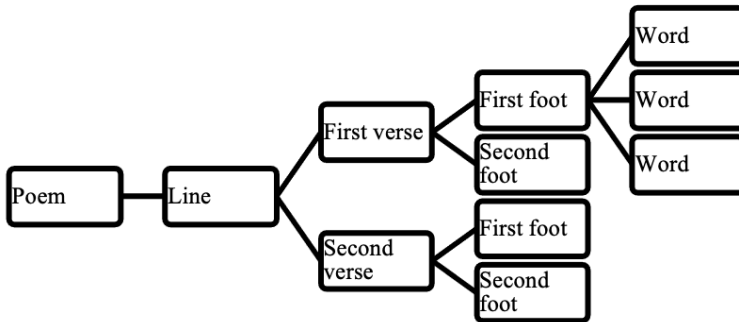 Poem
Line
First verse
First foot
Word
Word
Word
Second
foot
Second
verse
First foot
Second
foot